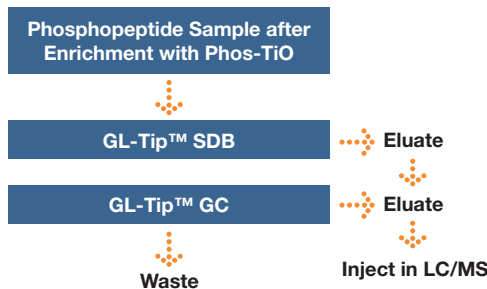 Phosphopeptide Sample after
Enrichment with Phos-TiO
GL-Tip™ SDB
Eluate
GL-Tip™ GC
Eluate
Waste
Inject in LC/MS